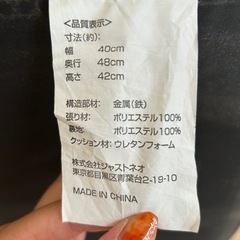 <品質表示>
寸法(約):
幅 40cm
奥行 48cm
高さ 42cm
構造部材: 金属(鉄)
張り材: ポリエステル100%
裏地: ポリエステル100%
クッション材: ウレタンフォーム
株式会社ジャストネオ
東京都目黒区青葉台2-19-10
MADE IN CHINA